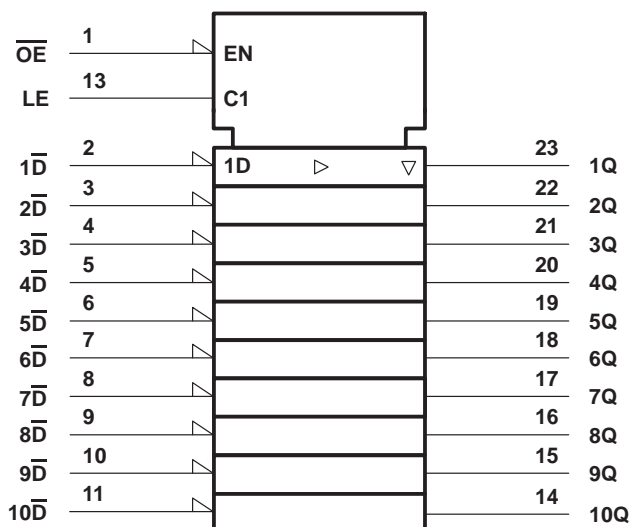 O̅E̅ 1 EN
LE 13 C1
1D̅ 2 1D 23 1Q
2D̅ 3 22 2Q
3D̅ 4 21 3Q
4D̅ 5 20 4Q
5D̅ 6 19 5Q
6D̅ 7 18 6Q
7D̅ 8 17 7Q
8D̅ 9 16 8Q
9D̅ 10 15 9Q
10D̅ 11 14 10Q